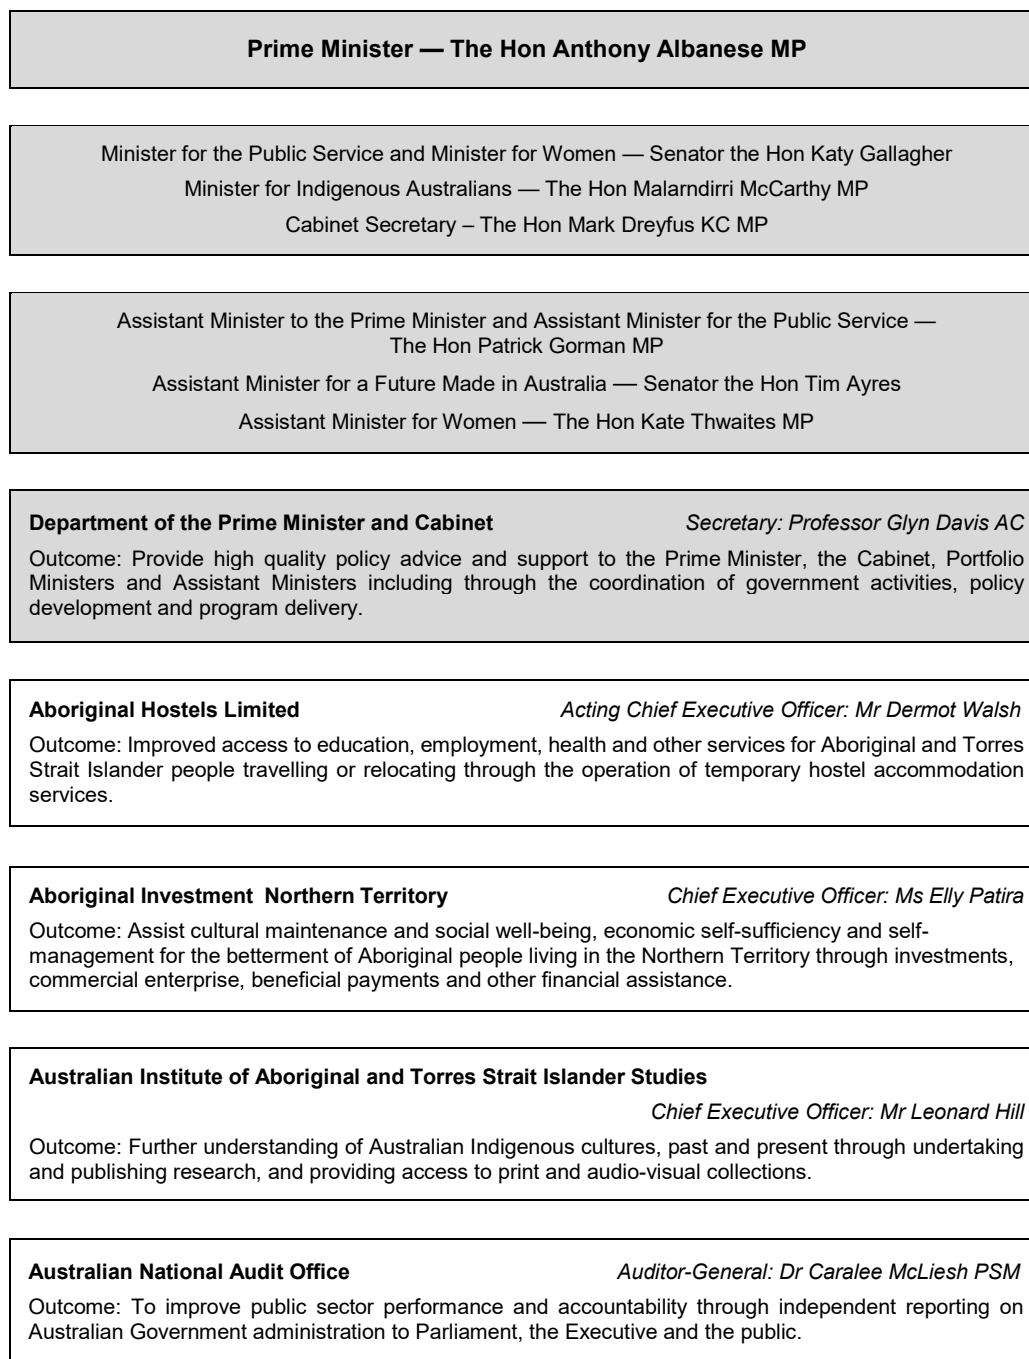 Prime Minister — The Hon Anthony Albanese MP
Minister for the Public Service and Minister for Women — Senator the Hon Katy Gallagher
Minister for Indigenous Australians — The Hon Malarndirri McCarthy MP
Cabinet Secretary – The Hon Mark Dreyfus KC MP
Assistant Minister to the Prime Minister and Assistant Minister for the Public Service —
The Hon Patrick Gorman MP
Assistant Minister for a Future Made in Australia — Senator the Hon Tim Ayres
Assistant Minister for Women — The Hon Kate Thwaites MP
Department of the Prime Minister and Cabinet Secretary: Professor Glyn Davis AC
Outcome: Provide high quality policy advice and support to the Prime Minister, the Cabinet, Portfolio
Ministers and Assistant Ministers including through the coordination of government activities, policy
development and program delivery.
Aboriginal Hostels Limited Acting Chief Executive Officer: Mr Dermot Walsh
Outcome: Improved access to education, employment, health and other services for Aboriginal and Torres
Strait Islander people travelling or relocating through the operation of temporary hostel accommodation
services.
Aboriginal Investment Northern Territory Chief Executive Officer: Ms Elly Patira
Outcome: Assist cultural maintenance and social well-being, economic self-sufficiency and self-
management for the betterment of Aboriginal people living in the Northern Territory through investments,
commercial enterprise, beneficial payments and other financial assistance.
Australian Institute of Aboriginal and Torres Strait Islander Studies
Chief Executive Officer: Mr Leonard Hill
Outcome: Further understanding of Australian Indigenous cultures, past and present through undertaking
and publishing research, and providing access to print and audio-visual collections.
Australian National Audit Office Auditor-General: Dr Caralee McLiesh PSM
Outcome: To improve public sector performance and accountability through independent reporting on
Australian Government administration to Parliament, the Executive and the public.